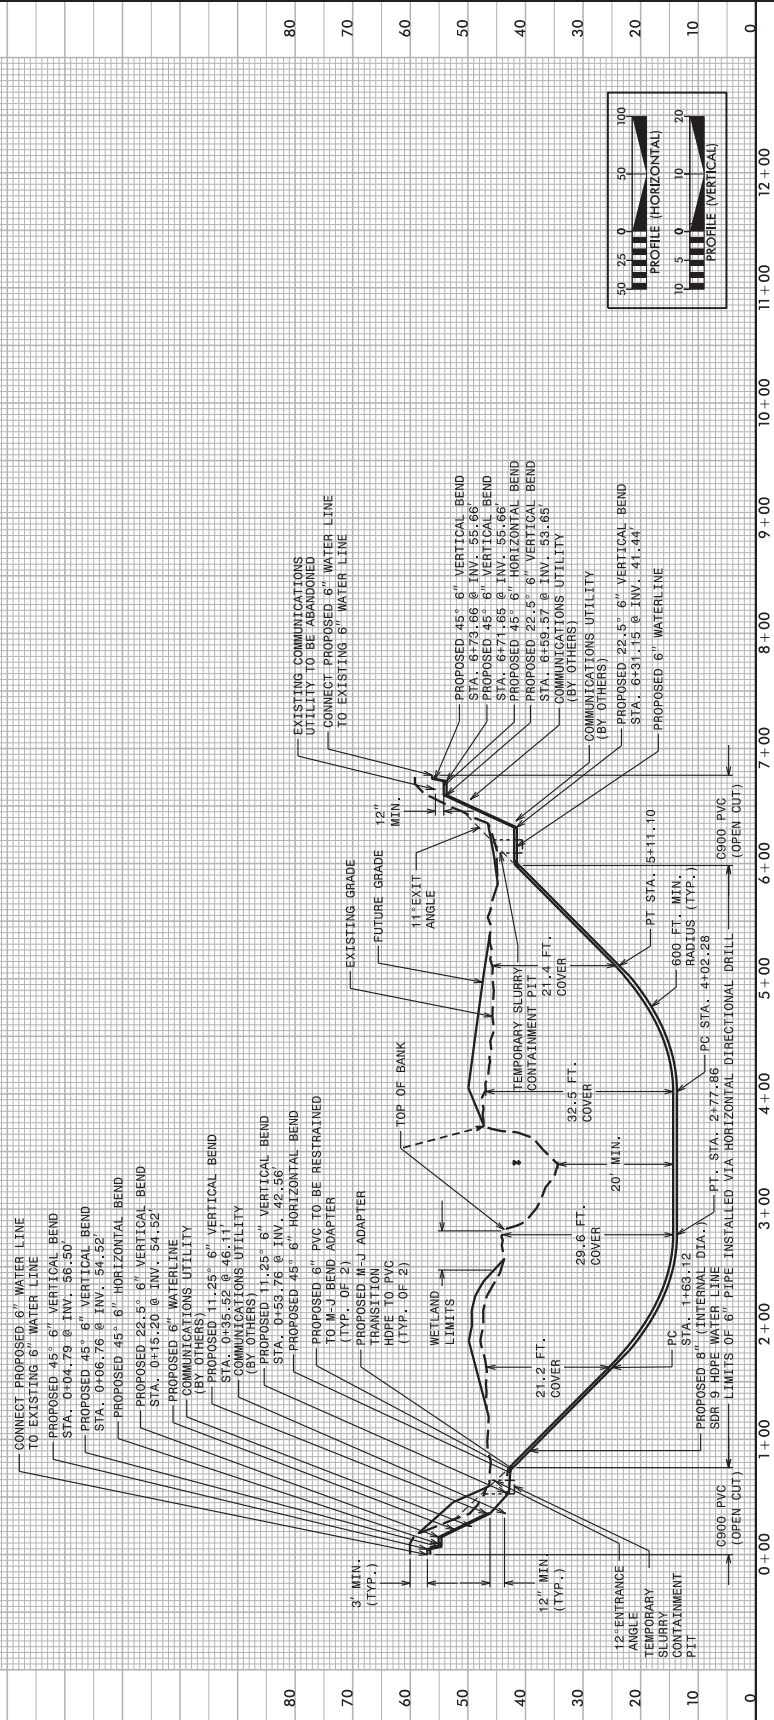 CONNECT PROPOSED 6" WATER LINE
TO EXISTING 6" WATER LINE
PROPOSED 45° 6" VERTICAL BEND
STA. 0+04.79 @ INV. 56.50'
PROPOSED 45° 6" VERTICAL BEND
STA. 0+06.76 @ INV. 54.52'
PROPOSED 45° 6" HORIZONTAL BEND
PROPOSED 22.5° 6" VERTICAL BEND
STA. 0+15.20 @ INV. 54.52'
PROPOSED 6" WATERLINE
COMMUNICATIONS UTILITY
(BY OTHERS)
PROPOSED 11.25° 6" VERTICAL BEND
STA. 0+35.52 @ 46.11'
COMMUNICATIONS UTILITY
(BY OTHERS)
PROPOSED 11.25° 6" VERTICAL BEND
STA. 0+53.76 @ INV. 42.56'
PROPOSED 45° 6" HORIZONTAL BEND
PROPOSED 6" PVC TO BE RESTRAINED
TO M-J BEND ADAPTER
(TYP. OF 2)
PROPOSED M-J ADAPTER
TRANSITION
HDPE TO PVC
(TYP. OF 2)
WETLAND
LIMITS
TOP OF BANK
EXISTING GRADE
FUTURE GRADE
11°EXIT
ANGLE
12"
MIN.
EXISTING COMMUNICATIONS
UTILITY TO BE ABANDONED
CONNECT PROPOSED 6" WATER LINE
TO EXISTING 6" WATER LINE
PROPOSED 45° 6" VERTICAL BEND
STA. 6+73.66 @ INV. 55.66'
PROPOSED 45° 6" VERTICAL BEND
STA. 6+71.65 @ INV. 55.66'
PROPOSED 45° 6" HORIZONTAL BEND
PROPOSED 22.5° 6" VERTICAL BEND
STA. 6+59.57 @ INV. 53.65'
COMMUNICATIONS UTILITY
(BY OTHERS)
COMMUNICATIONS UTILITY
(BY OTHERS)
PROPOSED 22.5° 6" VERTICAL BEND
STA. 6+31.15 @ INV. 41.44'
PROPOSED 6" WATERLINE
3' MIN.
(TYP.)
12" MIN
(TYP.)
12°ENTRANCE
ANGLE
TEMPORARY
SLURRY
CONTAINMENT
PIT
21.2 FT.
COVER
29.6 FT.
COVER
20' MIN.
32.5 FT.
COVER
TEMPORARY SLURRY
CONTAINMENT PIT
21.4 FT.
COVER
PC
STA. 1+63.12
PROPOSED 8" (INTERNAL DIA.)
SDR 9 HDPE WATER LINE
PT. STA. 2+77.86
PC STA. 4+02.28
600 FT. MIN.
RADIUS (TYP.)
PT STA. 5+11.10
C900 PVC
(OPEN CUT)
LIMITS OF 6" PIPE INSTALLED VIA HORIZONTAL DIRECTIONAL DRILL
C900 PVC
(OPEN CUT)
50 25 0 50 100
PROFILE (HORIZONTAL)
10 5 0 10 20
PROFILE (VERTICAL)
80
70
60
50
40
30
20
10
0
80
70
60
50
40
30
20
10
0
0+00 1+00 2+00 3+00 4+00 5+00 6+00 7+00 8+00 9+00 10+00 11+00 12+00